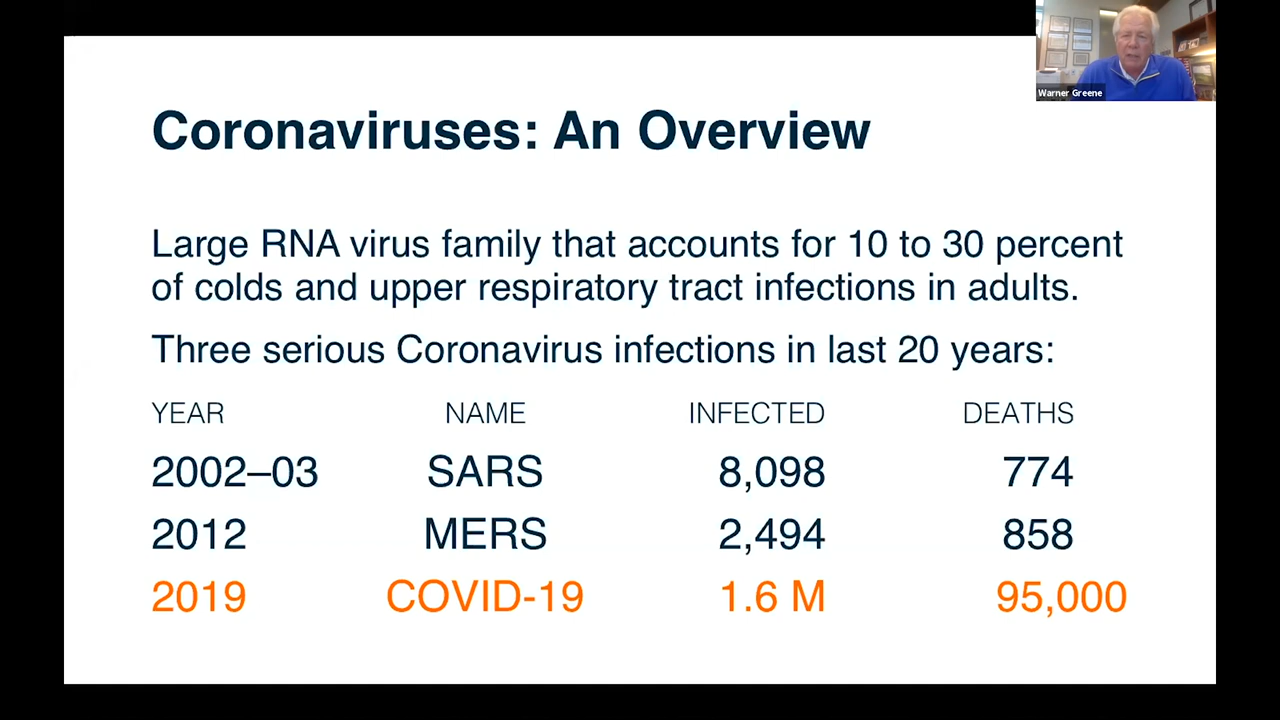 Warner Greene
Coronaviruses: An Overview
Large RNA virus family that accounts for 10 to 30 percent
of colds and upper respiratory tract infections in adults.
Three serious Coronavirus infections in last 20 years:
YEAR NAME INFECTED DEATHS
2002–03 SARS 8,098 774
2012 MERS 2,494 858
2019 COVID-19 1.6 M 95,000